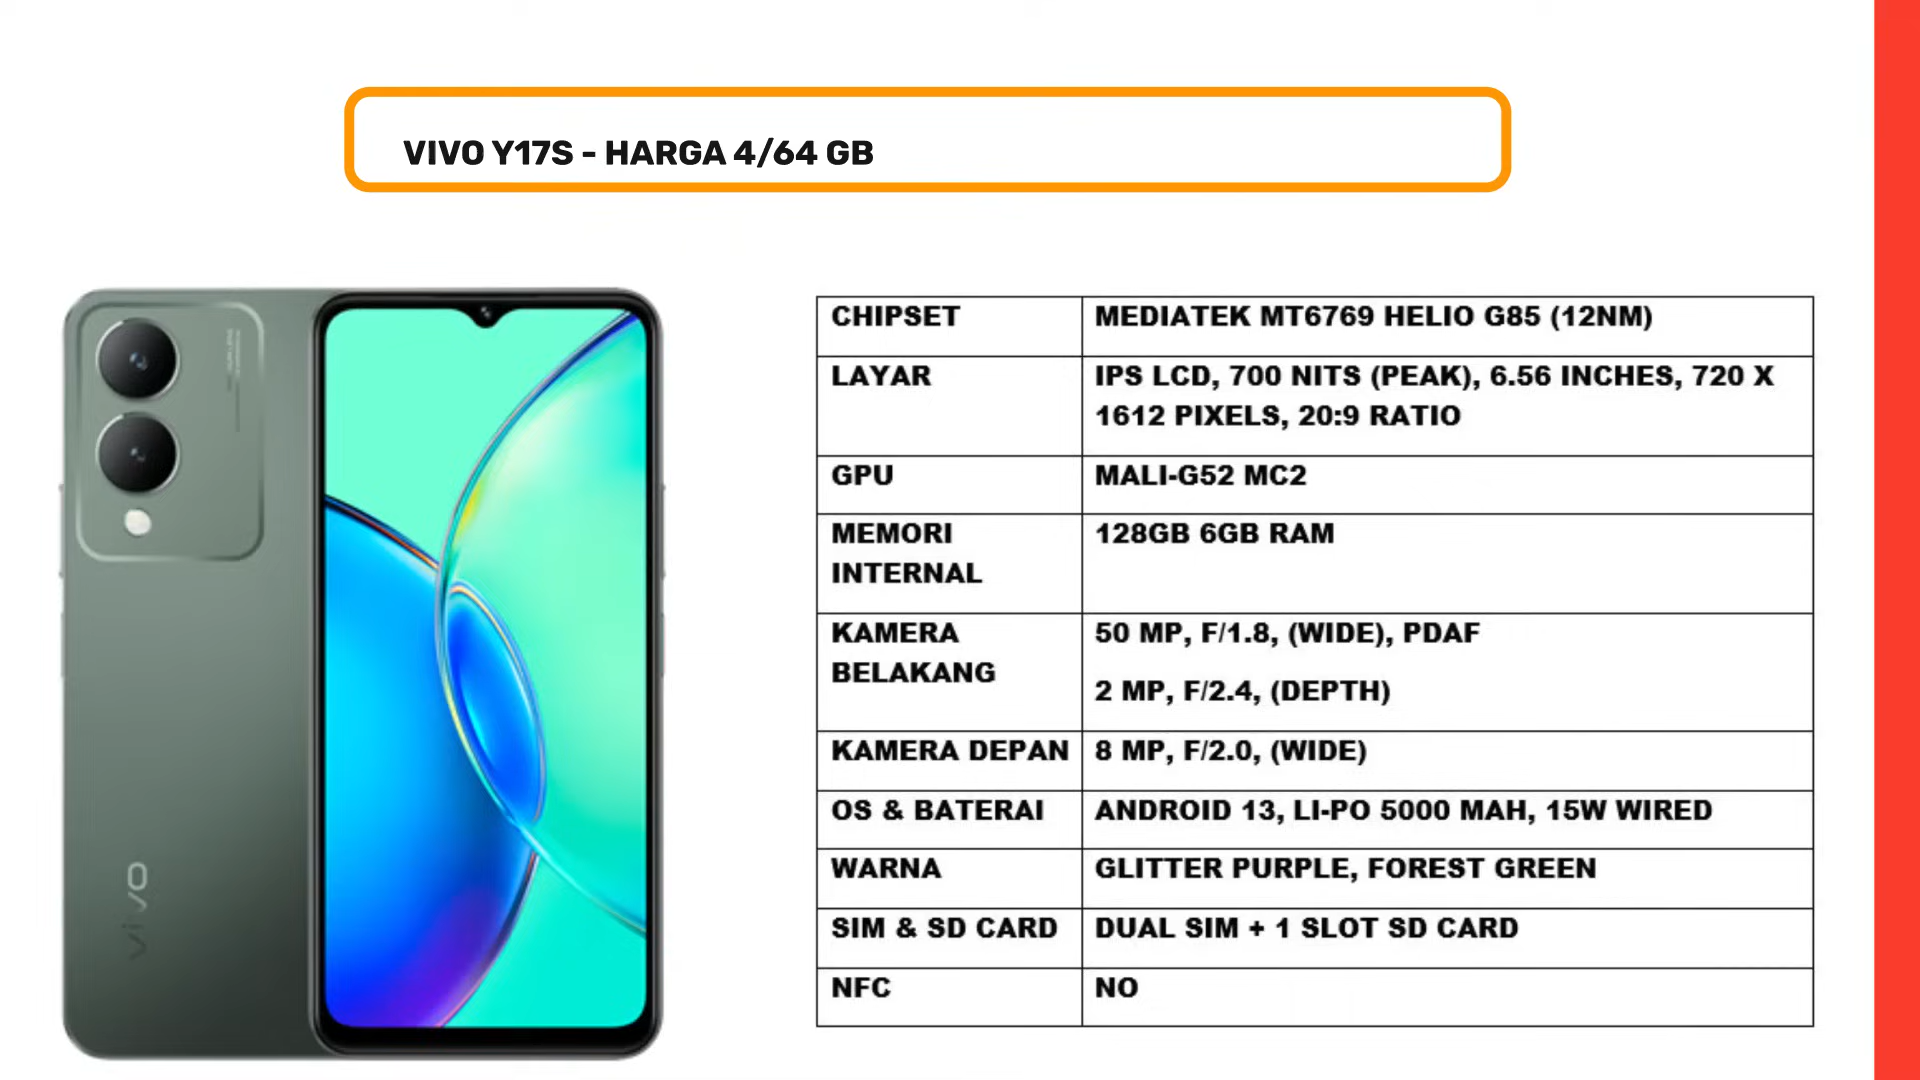 VIVO Y17S - HARGA 4/64 GB
CHIPSET
MEDIATEK MT6769 HELIO G85 (12NM)
LAYAR
IPS LCD, 700 NITS (PEAK), 6.56 INCHES, 720 X
1612 PIXELS, 20:9 RATIO
GPU
MALI-G52 MC2
MEMORI
INTERNAL
128GB 6GB RAM
KAMERA
BELAKANG
50 MP, F/1.8, (WIDE), PDAF
2 MP, F/2.4, (DEPTH)
KAMERA DEPAN
8 MP, F/2.0, (WIDE)
OS & BATERAI
ANDROID 13, LI-PO 5000 MAH, 15W WIRED
WARNA
GLITTER PURPLE, FOREST GREEN
SIM & SD CARD
DUAL SIM + 1 SLOT SD CARD
NFC
NO
vivo